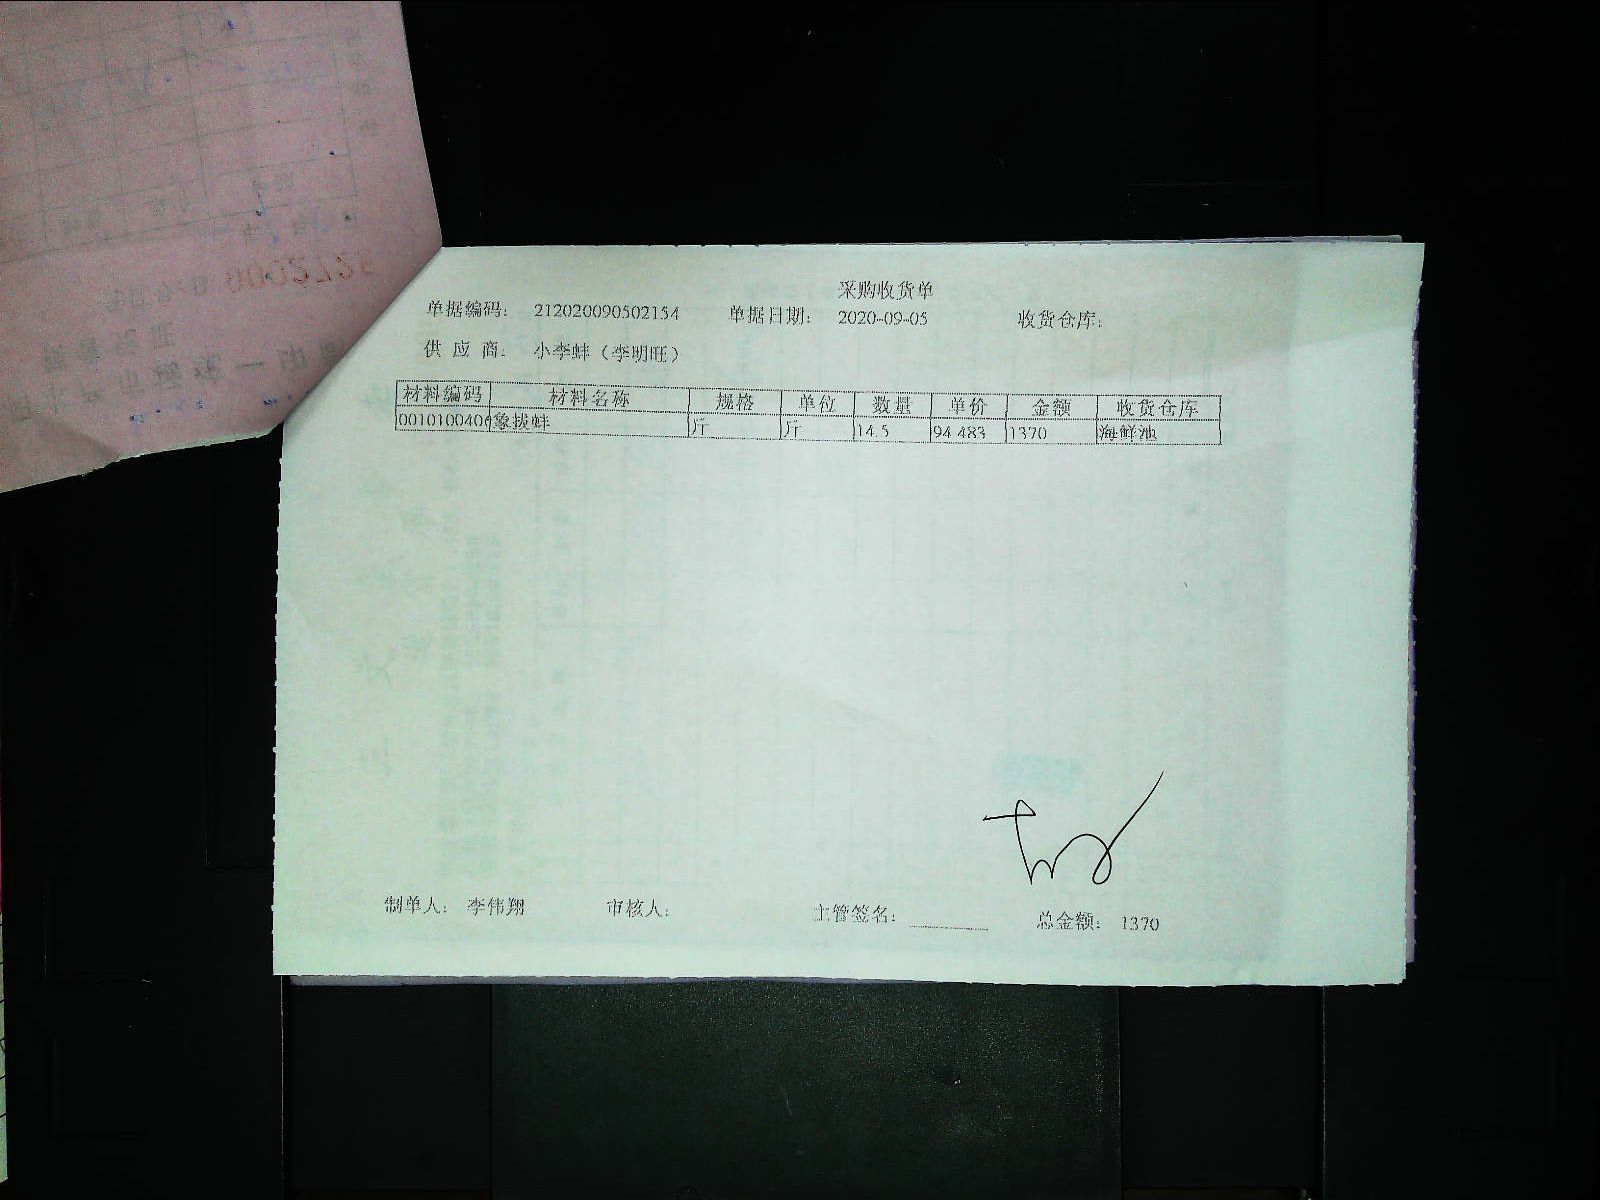 采购收货单
单据编码: 212020090502154 单据日期: 2020-09-05 收货仓库:
供应商: 小李蚌（李明旺）
材料编码 材料名称 规格 单位 数量 单价 金额 收货仓库
0010100406 象拔蚌 斤 斤 14.5 94.483 1370 海鲜池
制单人: 李伟翔 审核人: 主管签名: 总金额: 1370